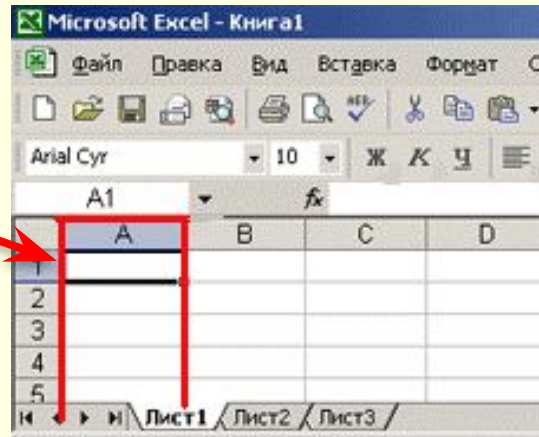 Microsoft Excel - Книга1
Файл Правка Вид Вставка Формат
Arial Cyr 10 Ж К Ч
A1 fx
A B C D
1
2
3
4
5
Лист1 Лист2 Лист3